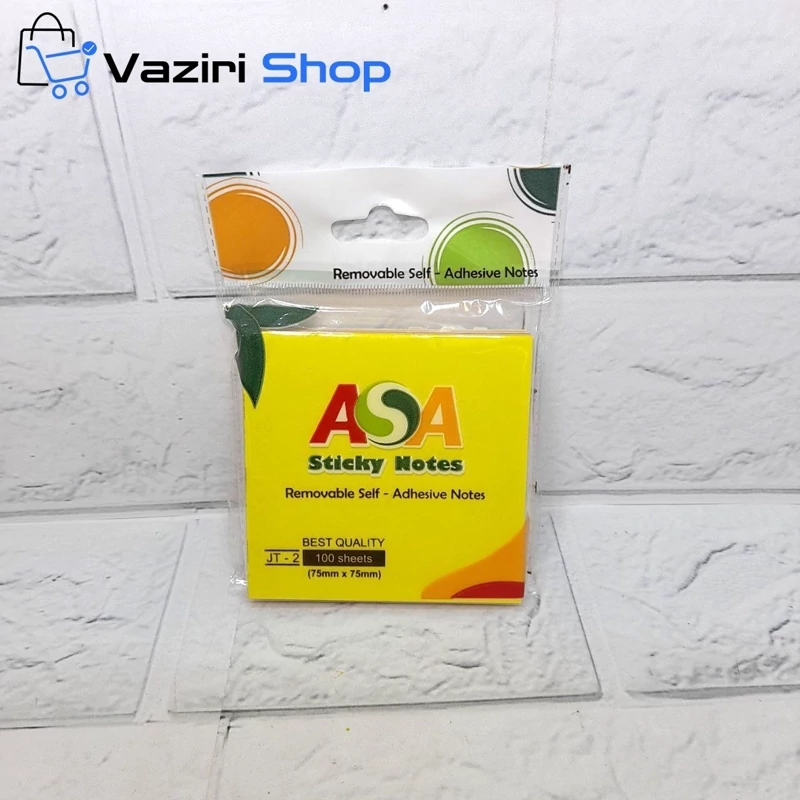 Vaziri Shop
Removable Self - Adhesive Notes
ASA
Sticky Notes
Removable Self - Adhesive Notes
BEST QUALITY
JT - 2 100 sheets
(75mm x 75mm)